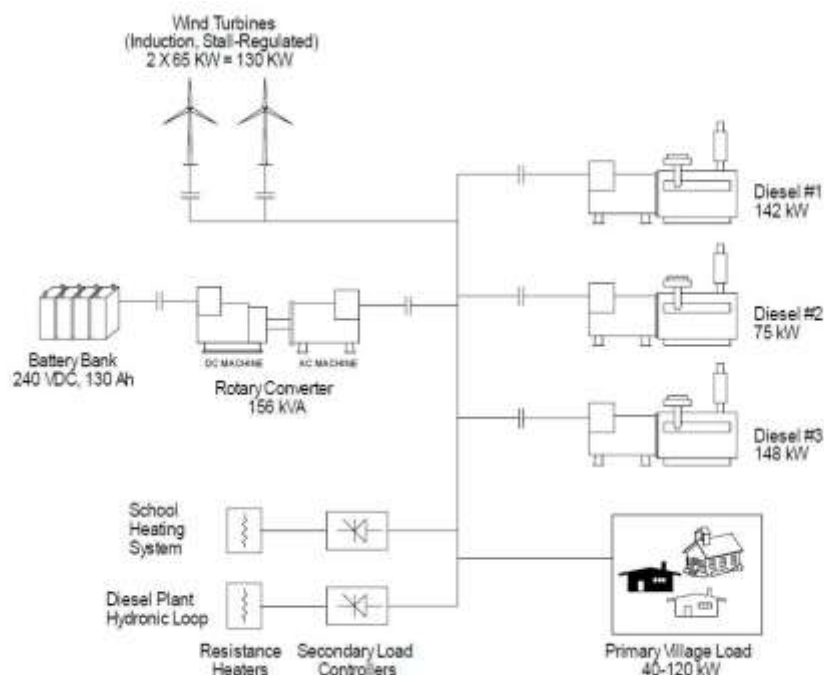 Wind Turbines
(Induction, Stall-Regulated)
2 X 65 KW = 130 KW
Diesel #1
142 kW
Diesel #2
75 kW
Battery Bank
240 VDC, 130 Ah
DC MACHINE
AC MACHINE
Rotary Converter
156 kVA
Diesel #3
148 kW
School
Heating
System
Diesel Plant
Hydronic Loop
Resistance
Heaters
Secondary Load
Controllers
Primary Village Load
40-120 kW